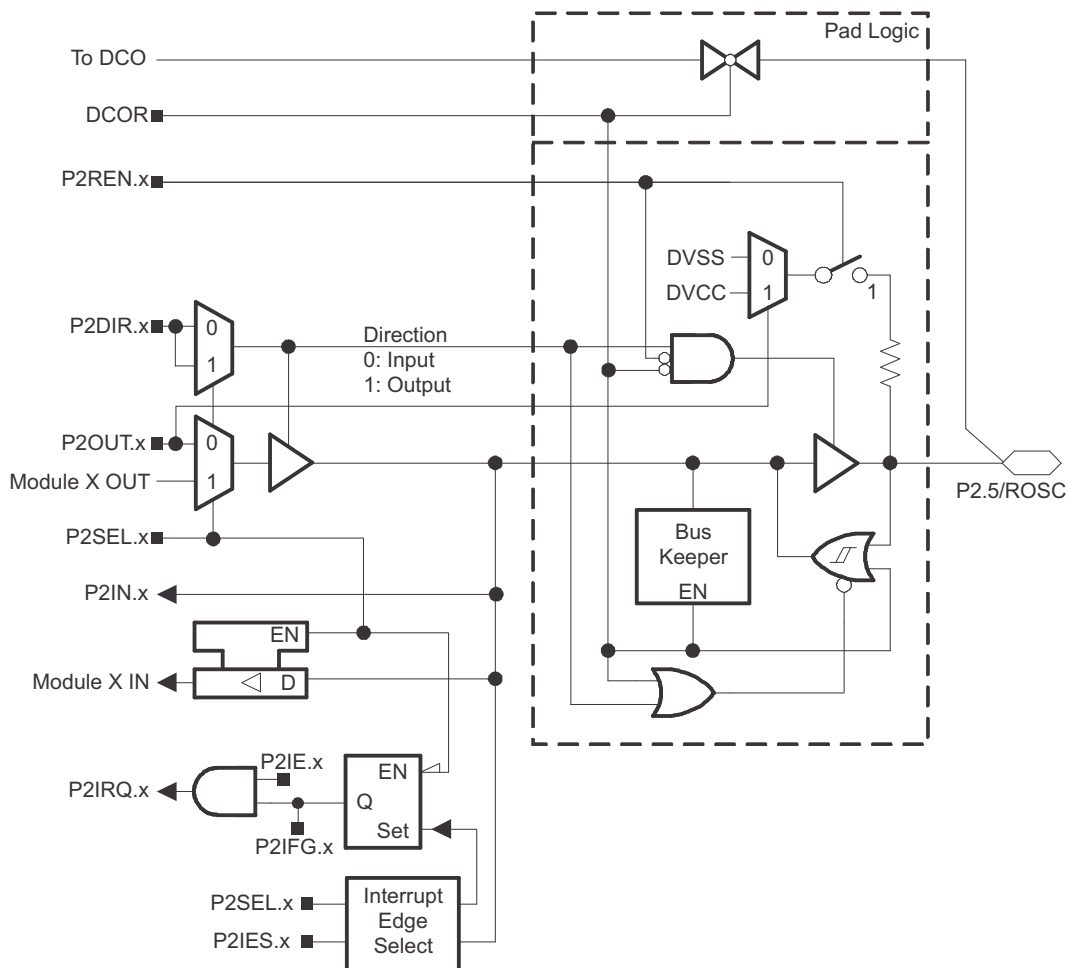 Pad Logic
To DCO
DCOR
P2REN.x
DVSS
0
DVCC
1
1
P2DIR.x
0
1
Direction
0: Input
1: Output
P2OUT.x
0
Module X OUT
1
P2.5/ROSC
P2SEL.x
Bus
Keeper
EN
P2IN.x
EN
Module X IN
D
P2IE.x
EN
P2IRQ.x
Q
P2IFG.x
Set
P2SEL.x
P2IES.x
Interrupt
Edge
Select